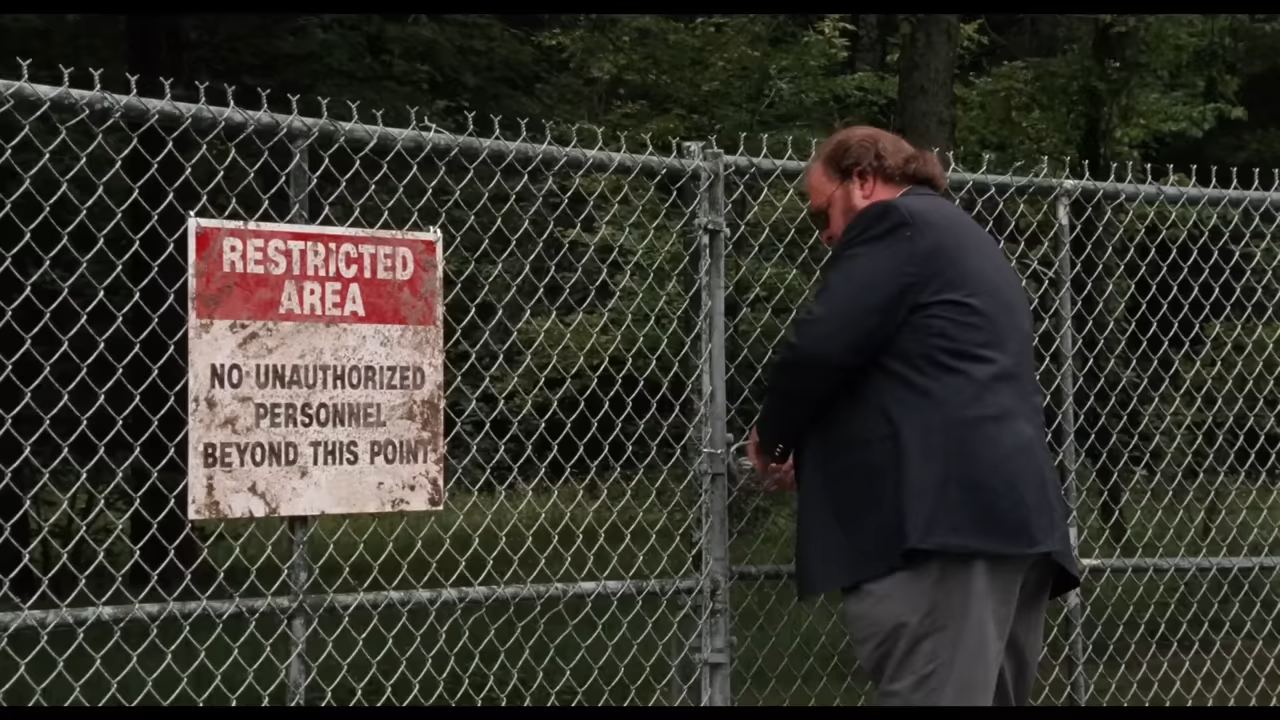 RESTRICTED
AREA
NO UNAUTHORIZED
PERSONNEL
BEYOND THIS POINT